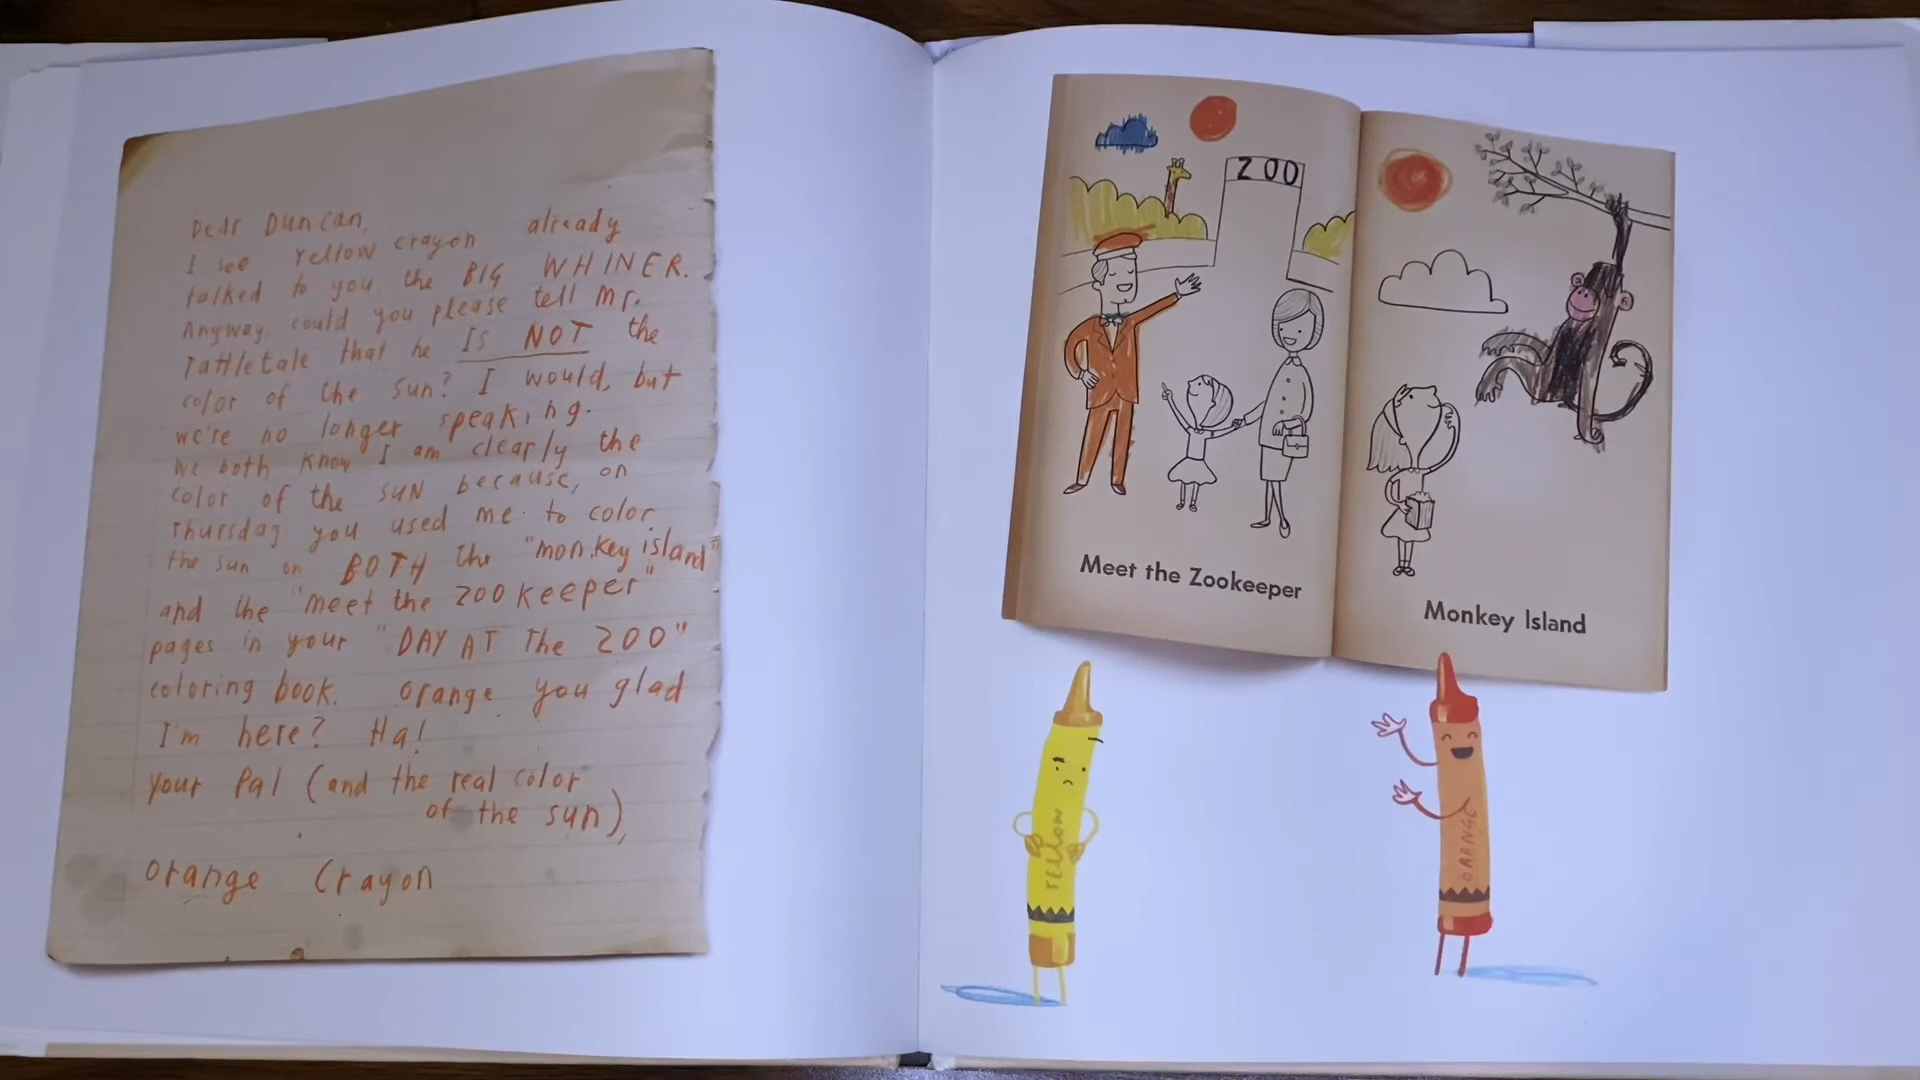 Dear Duncan,
I see Yellow crayon already
talked to you, the BIG WHINER.
Anyway, could you please tell Mr.
Tattletale that he IS NOT the
color of the sun? I would, but
we're no longer speaking.
We both know I am clearly the
color of the SUN because, on
Thursday you used me to color
the sun on BOTH the "monkey island"
and the "meet the zookeeper"
pages in your "DAY AT The ZOO"
coloring book. Orange you glad
I'm here? Ha!
Your Pal (and the real color
of the sun),
Orange Crayon
ZOO
Meet the Zookeeper
Monkey Island
YELLOW
ORANGE